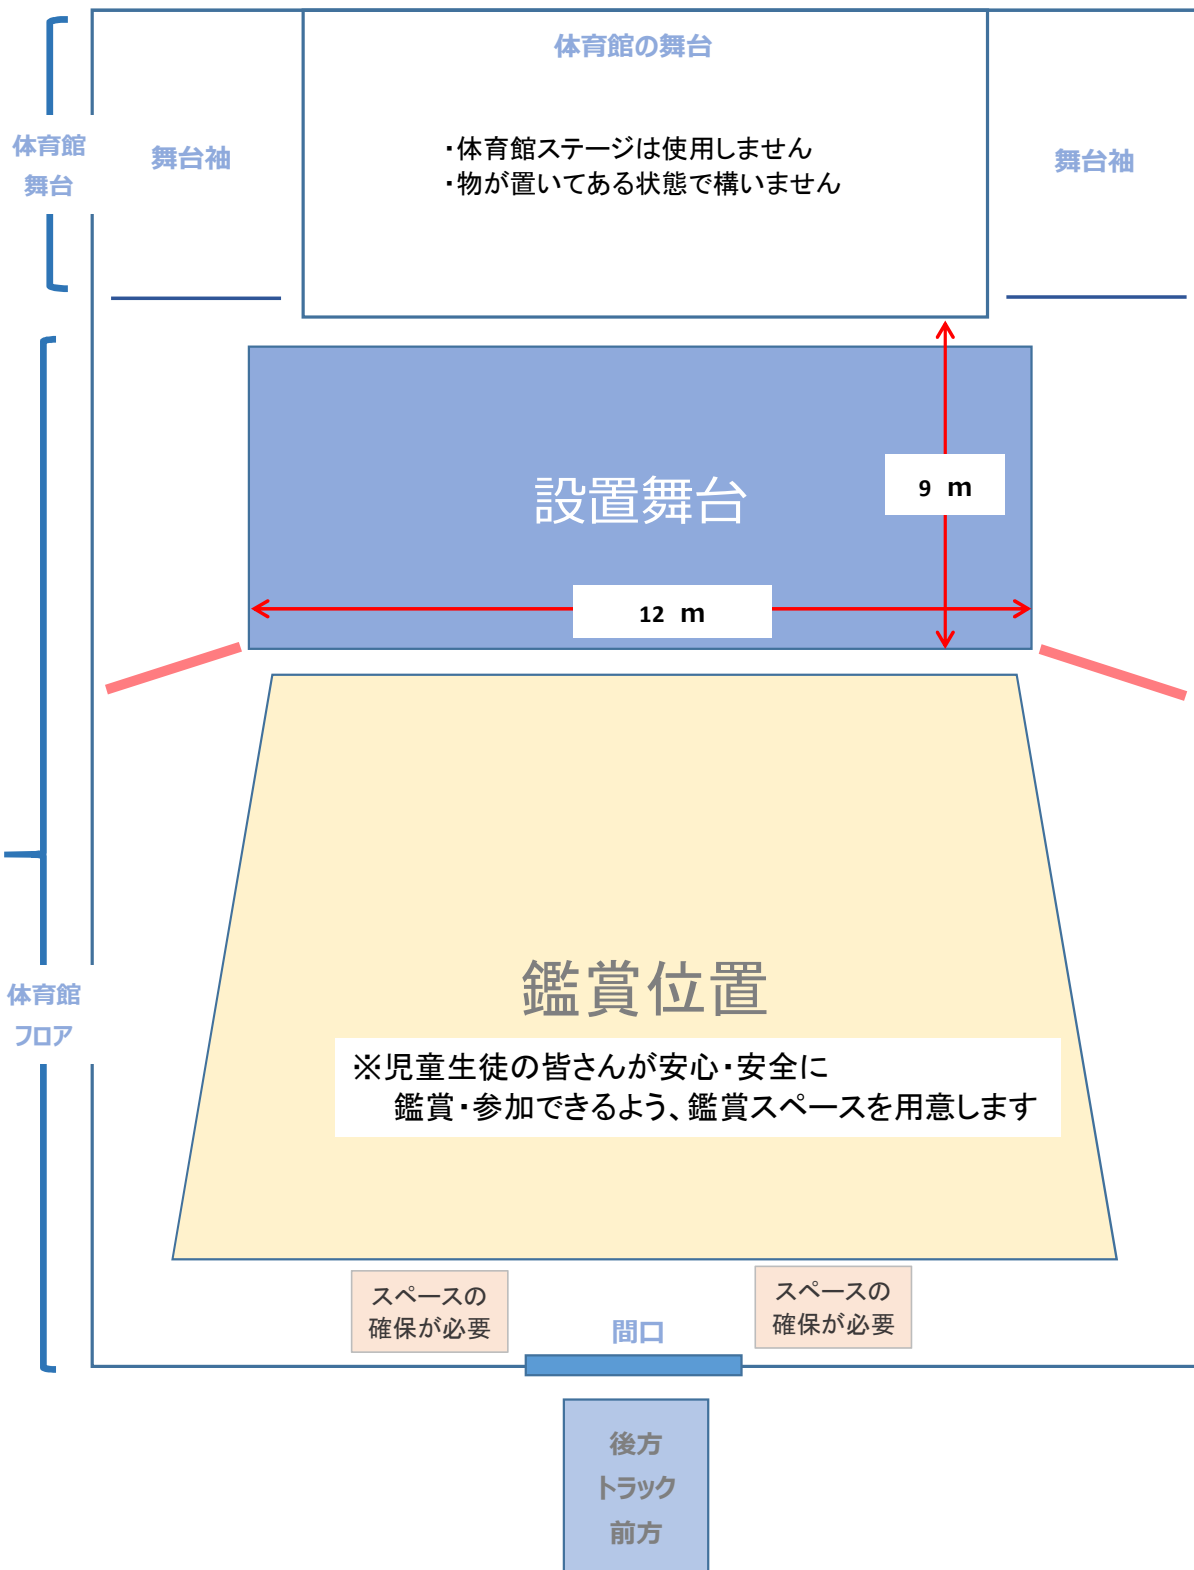 体育館の舞台
・体育館ステージは使用しません
・物が置いてある状態で構いません
体育館
舞台
舞台袖
舞台袖
設置舞台
9 m
12 m
鑑賞位置
※児童生徒の皆さんが安心・安全に
鑑賞・参加できるよう、鑑賞スペースを用意します
体育館
フロア
スペースの
確保が必要
スペースの
確保が必要
間口
後方
トラック
前方